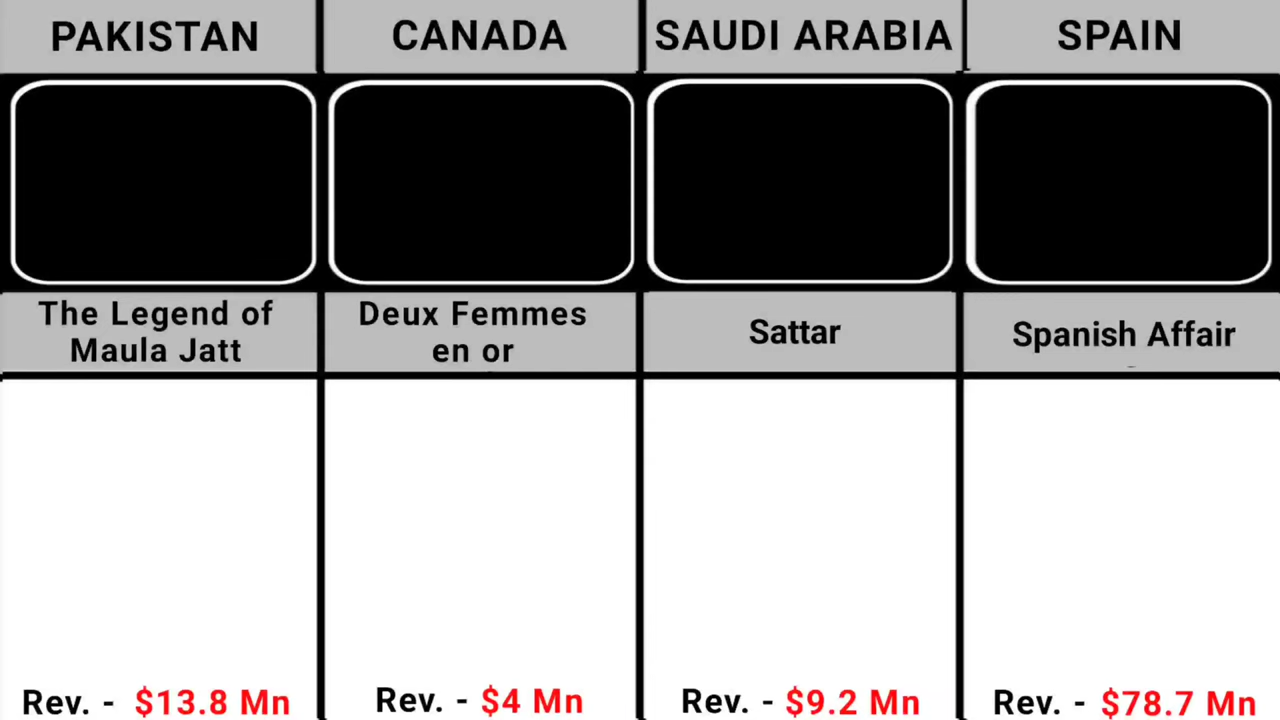 PAKISTAN
CANADA
SAUDI ARABIA
SPAIN
The Legend of
Maula Jatt
Deux Femmes
en or
Sattar
Spanish Affair
Rev. - $13.8 Mn
Rev. - $4 Mn
Rev. - $9.2 Mn
Rev. - $78.7 Mn